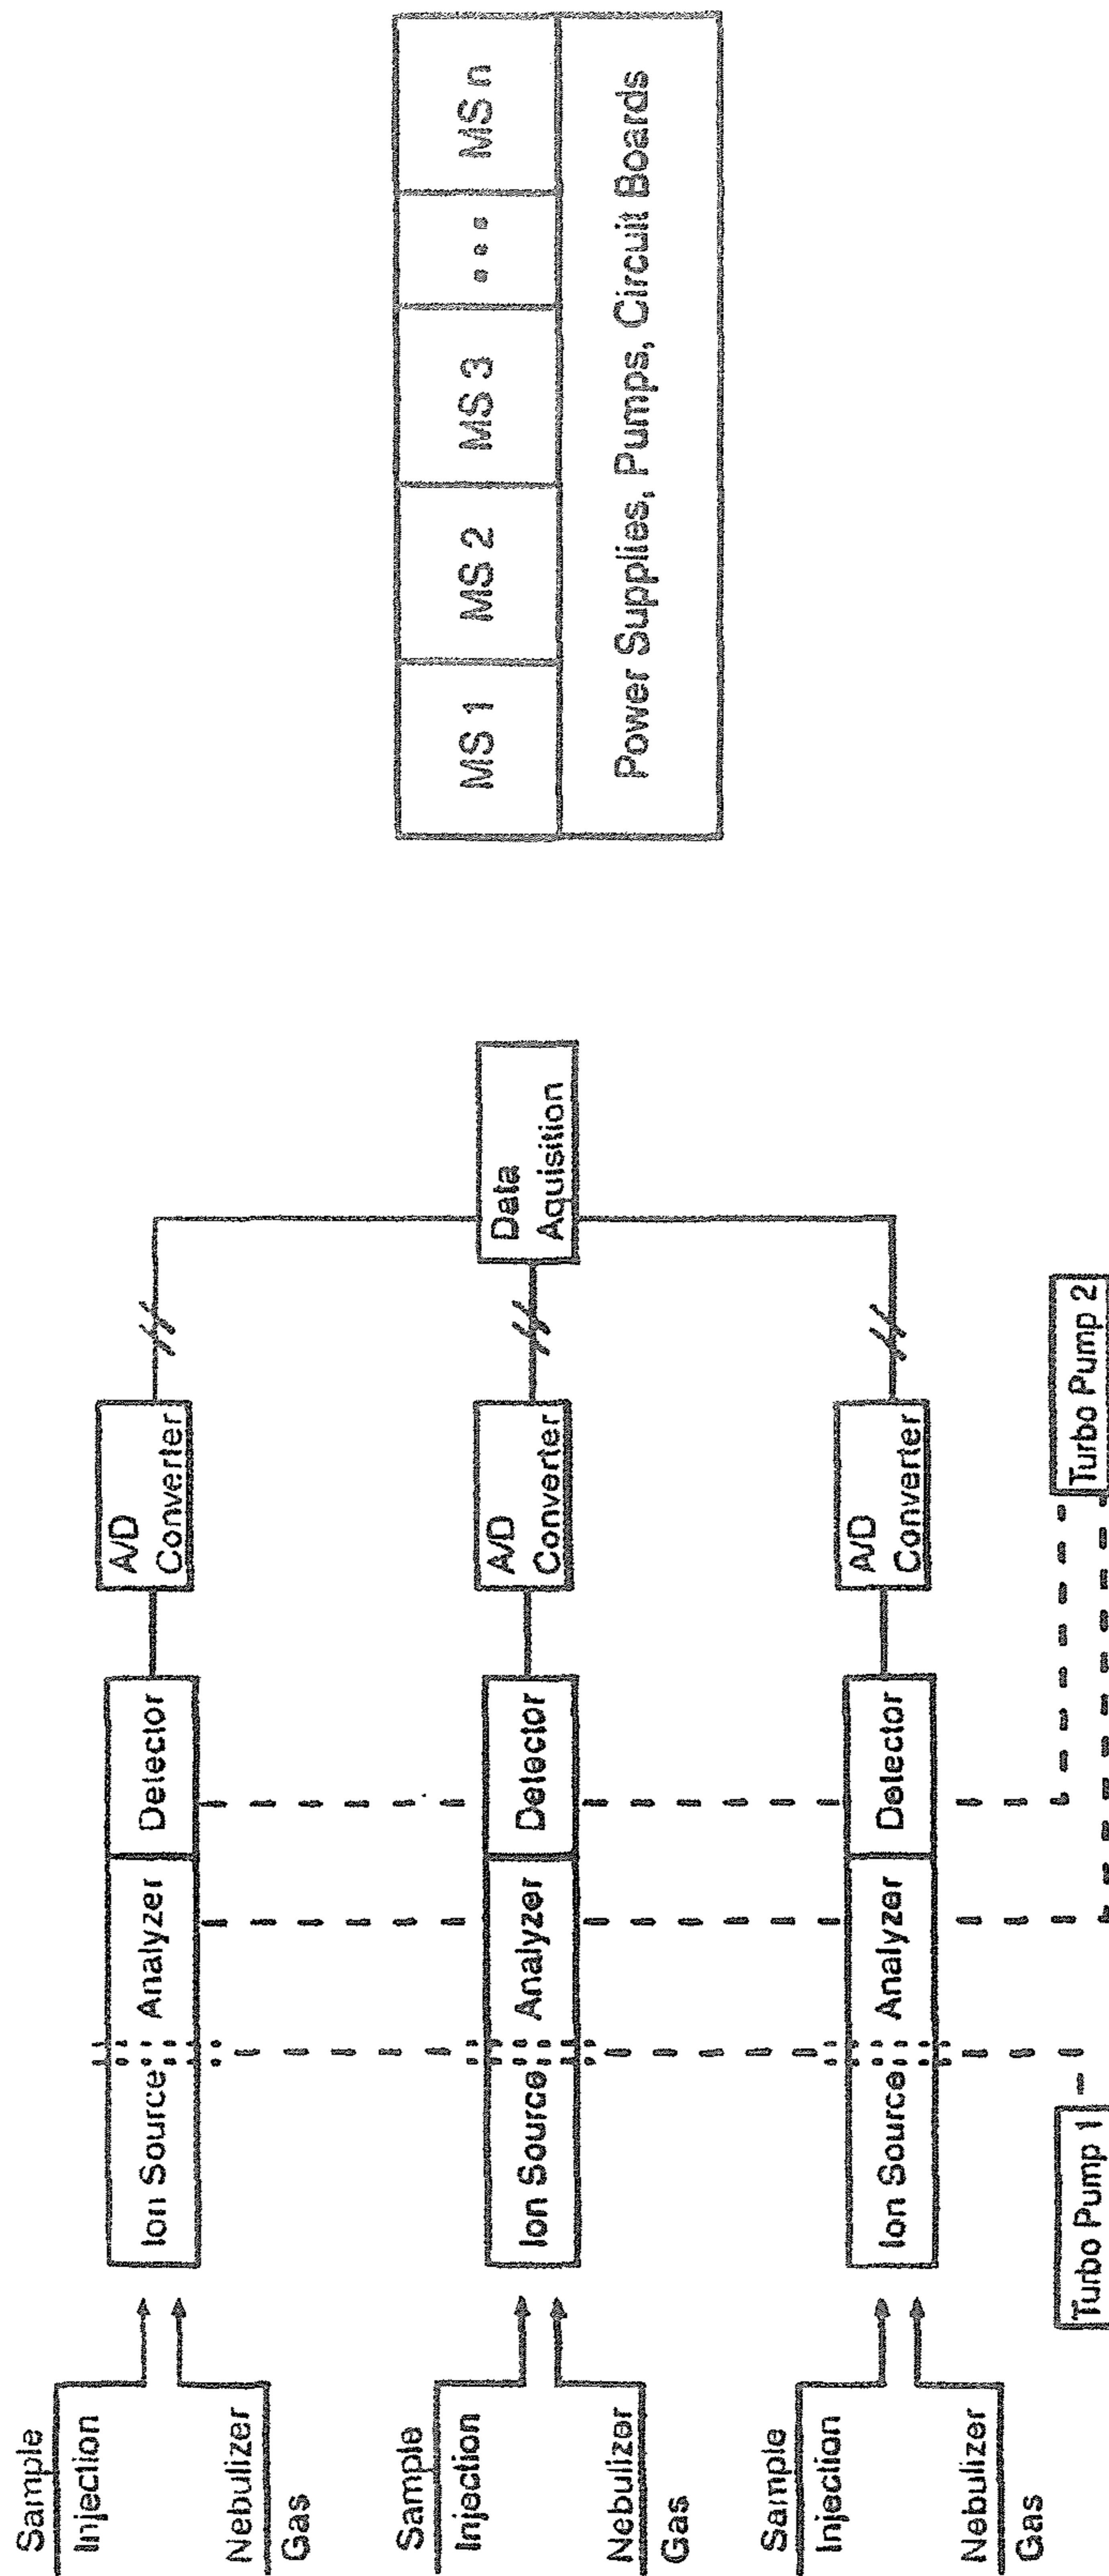 Sample
Injection
Nebulizer
Gas
Ion Source
Analyzer
Detector
A/D
Converter
Sample
Injection
Nebulizer
Gas
Ion Source
Analyzer
Detector
A/D
Converter
Data
Aquisition
Sample
Injection
Nebulizer
Gas
Ion Source
Analyzer
Detector
A/D
Converter
Turbo Pump 1
Turbo Pump 2
MS 1
MS 2
MS 3
...
MS n
Power Supplies, Pumps, Circuit Boards